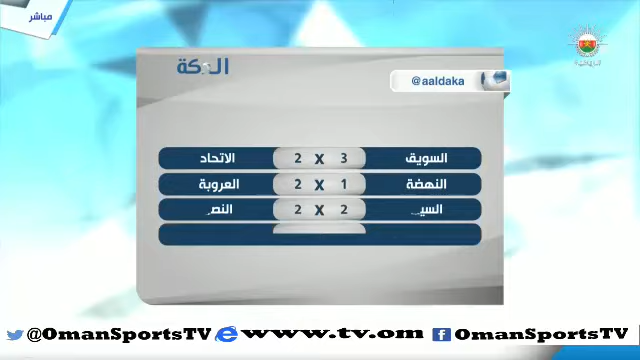 مباشر
الدكة
@aaldaka
السويق 3 X 2 الاتحاد
النهضة 1 X 2 العروبة
2 X 2
@OmanSportsTV www.tv.om OmanSportsTV